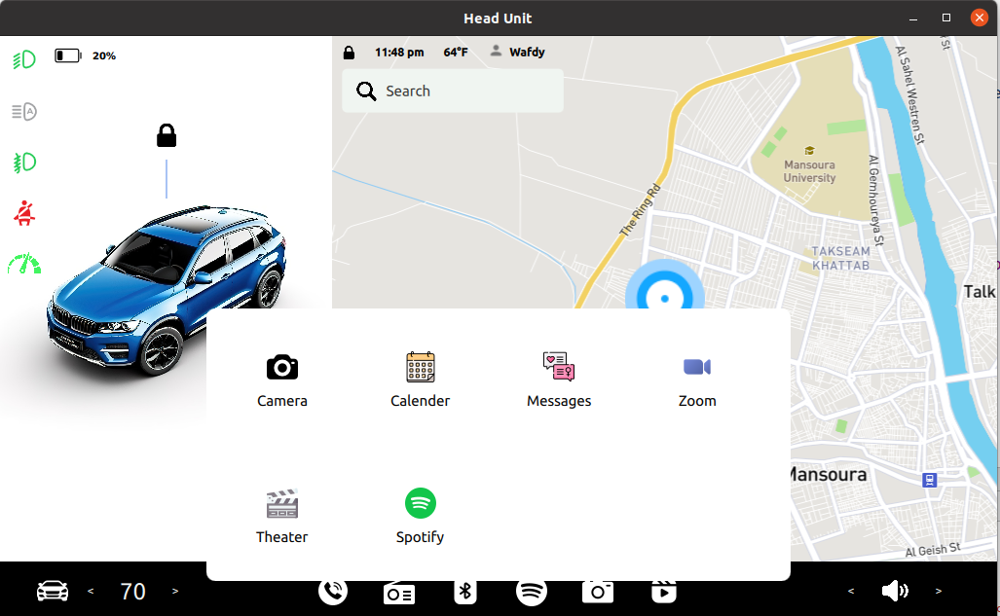 Head Unit
20%
11:48 pm 64°F Wafdy
Search
A
The Ring Rd
Mansoura
University
Al Sahel Westren St
St
Al Gemhoureya St
TAKSEAM
KHATTAB
Talk
Camera
Calender
Messages
Zoom
Theater
Spotify
Mansoura
Al Geish St
< 70 >
< >